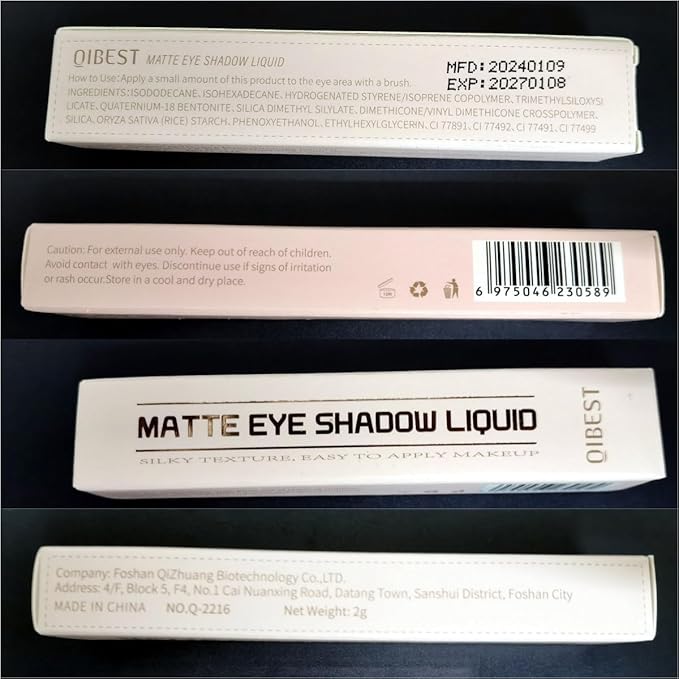 QIBEST MATTE EYE SHADOW LIQUID
MFD:20240109
EXP:20270108
How to Use:Apply a small amount of this product to the eye area with a brush.
INGREDIENTS:ISODODECANE, ISOHEXADECANE, HYDROGENATED STYRENE/ISOPRENE COPOLYMER, TRIMETHYLSILOXYSI
LICATE, QUATERNIUM-18 BENTONITE, SILICA DIMETHYL SILYLATE, DIMETHICONE/VINYL DIMETHICONE CROSSPOLYMER,
SILICA, ORYZA SATIVA (RICE) STARCH, PHENOXYETHANOL, ETHYLHEXYLGLYCERIN, CI 77891, CI 77492, CI 77491, CI 77499
Caution: For external use only. Keep out of reach of children.
Avoid contact with eyes. Discontinue use if signs of irritation
or rash occur.Store in a cool and dry place.
6 975046 230589
MATTE EYE SHADOW LIQUID
SILKY TEXTURE, EASY TO APPLY MAKEUP
QIBEST
Company: Foshan QiZhuang Biotechnology Co.,LTD.
Address: 4/F, Block 5, F4, No.1 Cai Nuanxing Road, Datang Town, Sanshui District, Foshan City
MADE IN CHINA NO.Q-2216 Net Weight: 2g